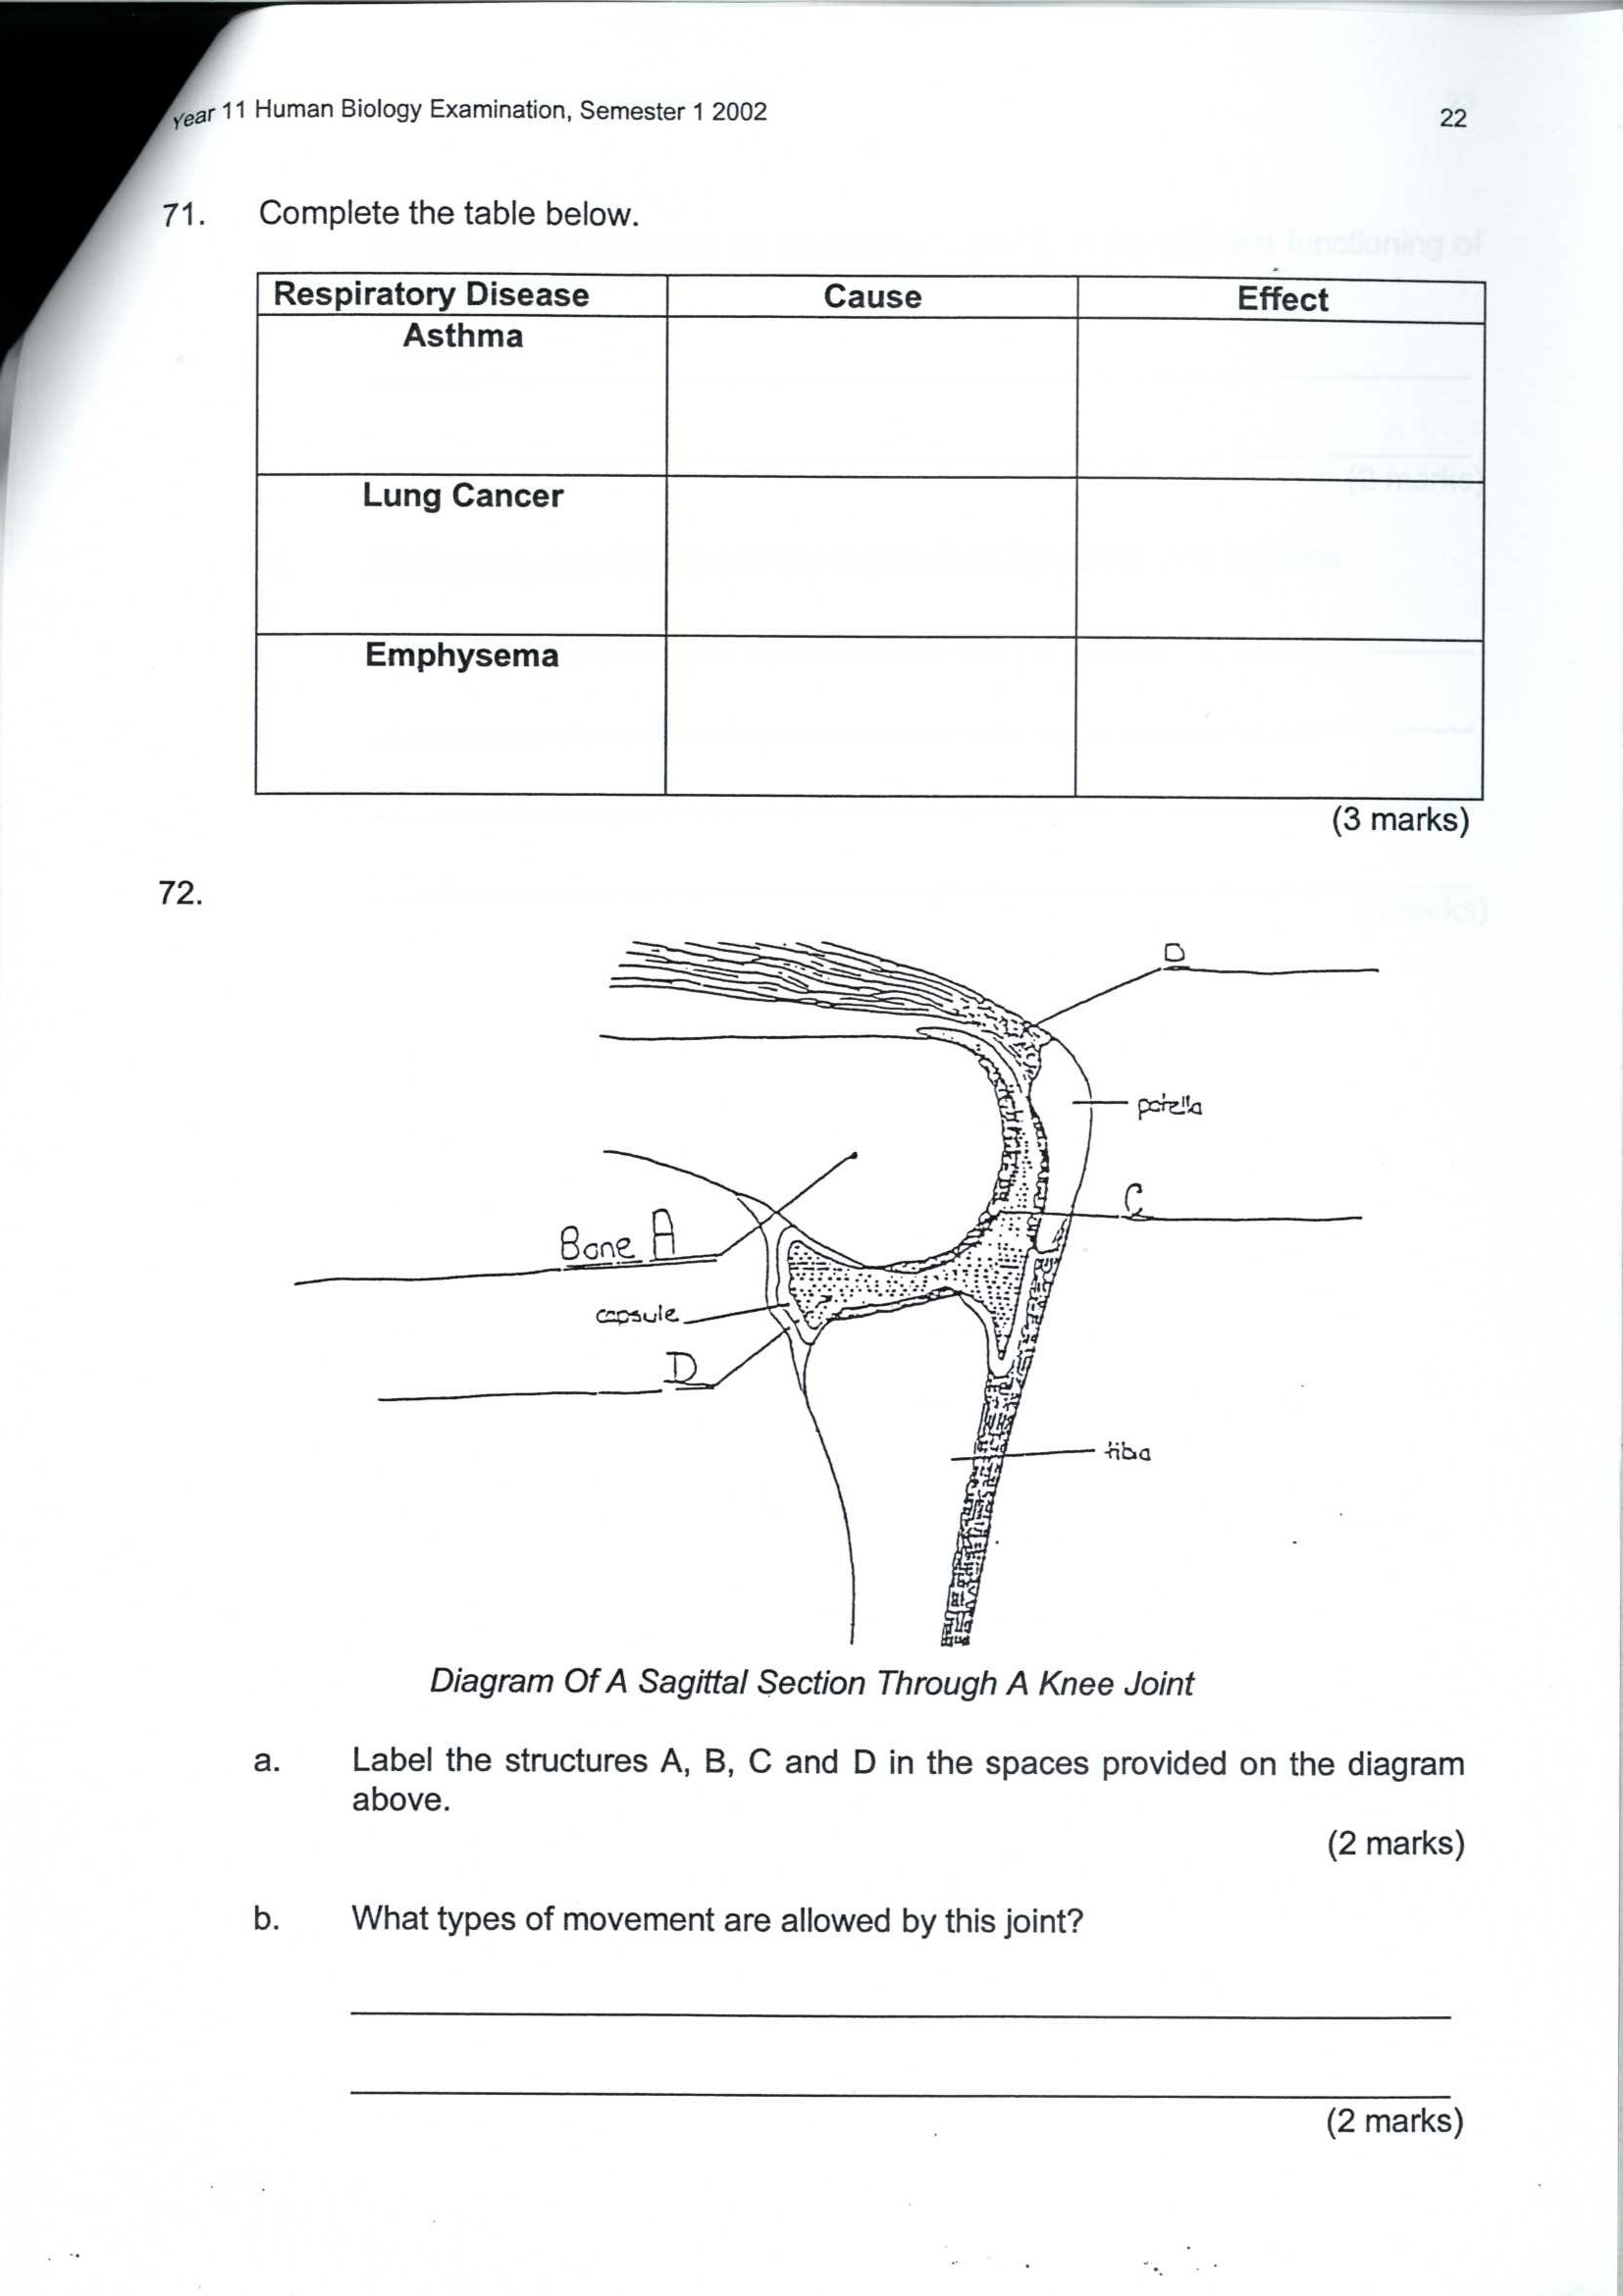 Year 11 Human Biology Examination, Semester 1 2002
22
71. Complete the table below.
Respiratory Disease Cause Effect
Asthma
Lung Cancer
Emphysema
(3 marks)
72.
B
patella
C
Bone A
capsule
D
tiba
Diagram Of A Sagittal Section Through A Knee Joint
a. Label the structures A, B, C and D in the spaces provided on the diagram
above.
(2 marks)
b. What types of movement are allowed by this joint?
(2 marks)